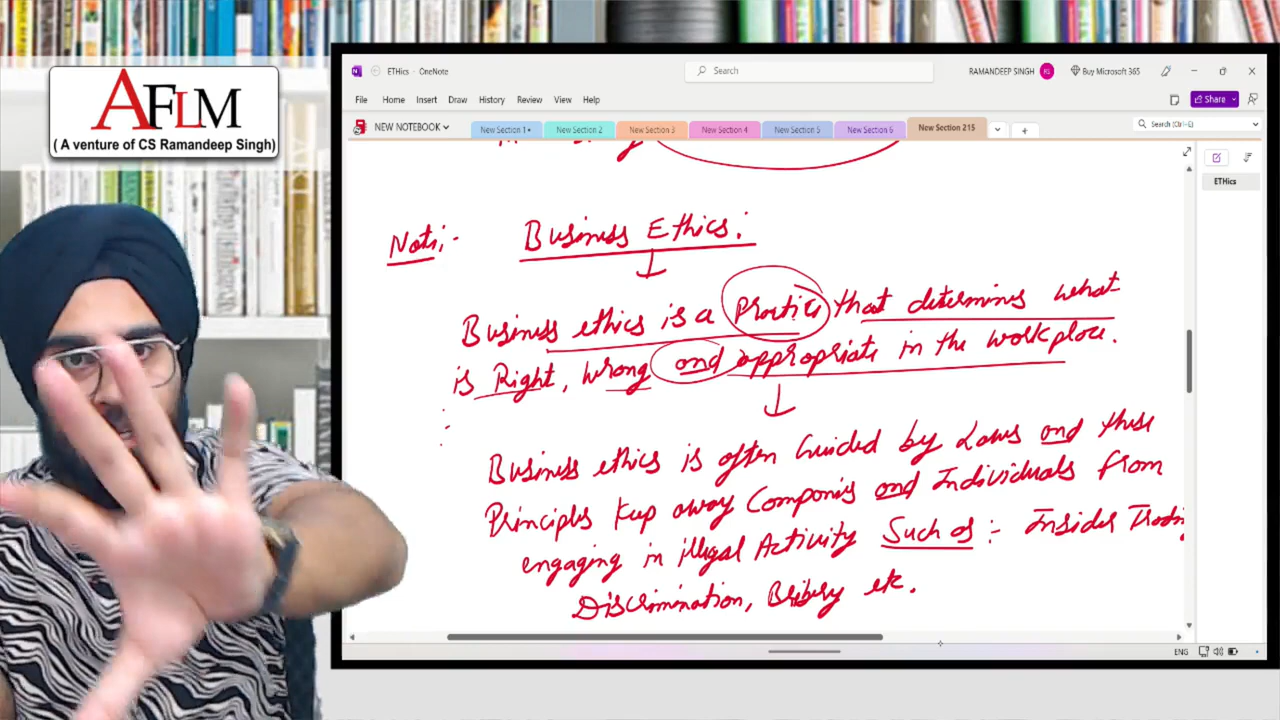 AFLM
( A venture of CS Ramandeep Singh)
ETHics - OneNote
Search
RAMANDEEP SINGH
Buy Microsoft 365
File Home Insert Draw History Review View Help
Share
NEW NOTEBOOK
New Section 1
New Section 2
New Section 3
New Section 4
New Section 5
New Section 6
New Section 215
Search (Ctrl+E)
ETHics
Note:-
Business Ethics:
Business ethics is a Practice that determines what
is Right, Wrong and appropriate in the workplace.
Business ethics is often Guided by Laws and these
Principles Keep away Companies and Individuals from
engaging in illegal Activity Such as :- Insider
Discrimination, Bribery etc.
ENG